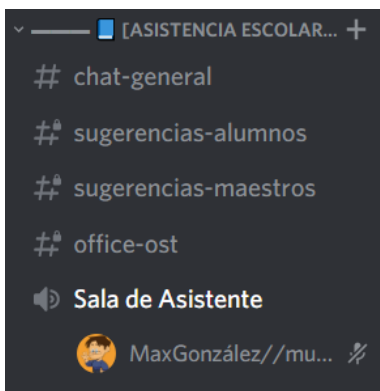 [ASISTENCIA ESCOLAR...
chat-general
sugerencias-alumnos
sugerencias-maestros
office-ost
Sala de Asistente
MaxGonzález//mu...